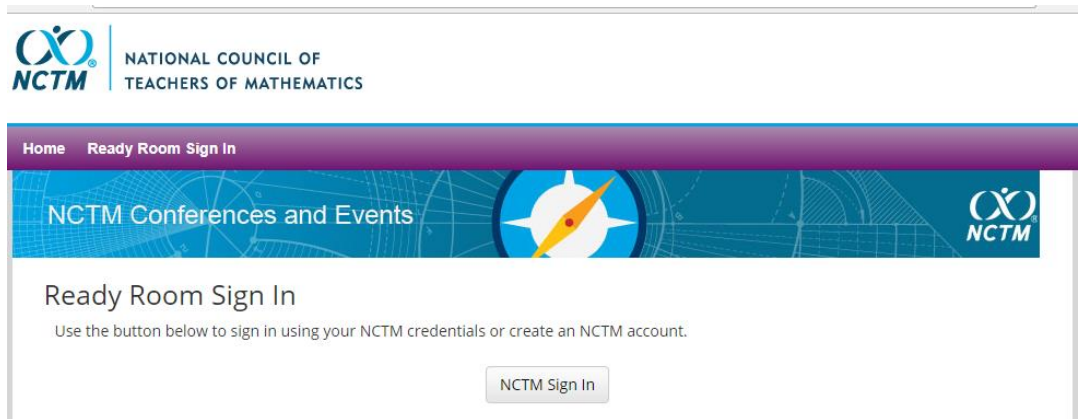 NCTM
NATIONAL COUNCIL OF
TEACHERS OF MATHEMATICS
Home Ready Room Sign In
NCTM Conferences and Events
NCTM
Ready Room Sign In
Use the button below to sign in using your NCTM credentials or create an NCTM account.
NCTM Sign In